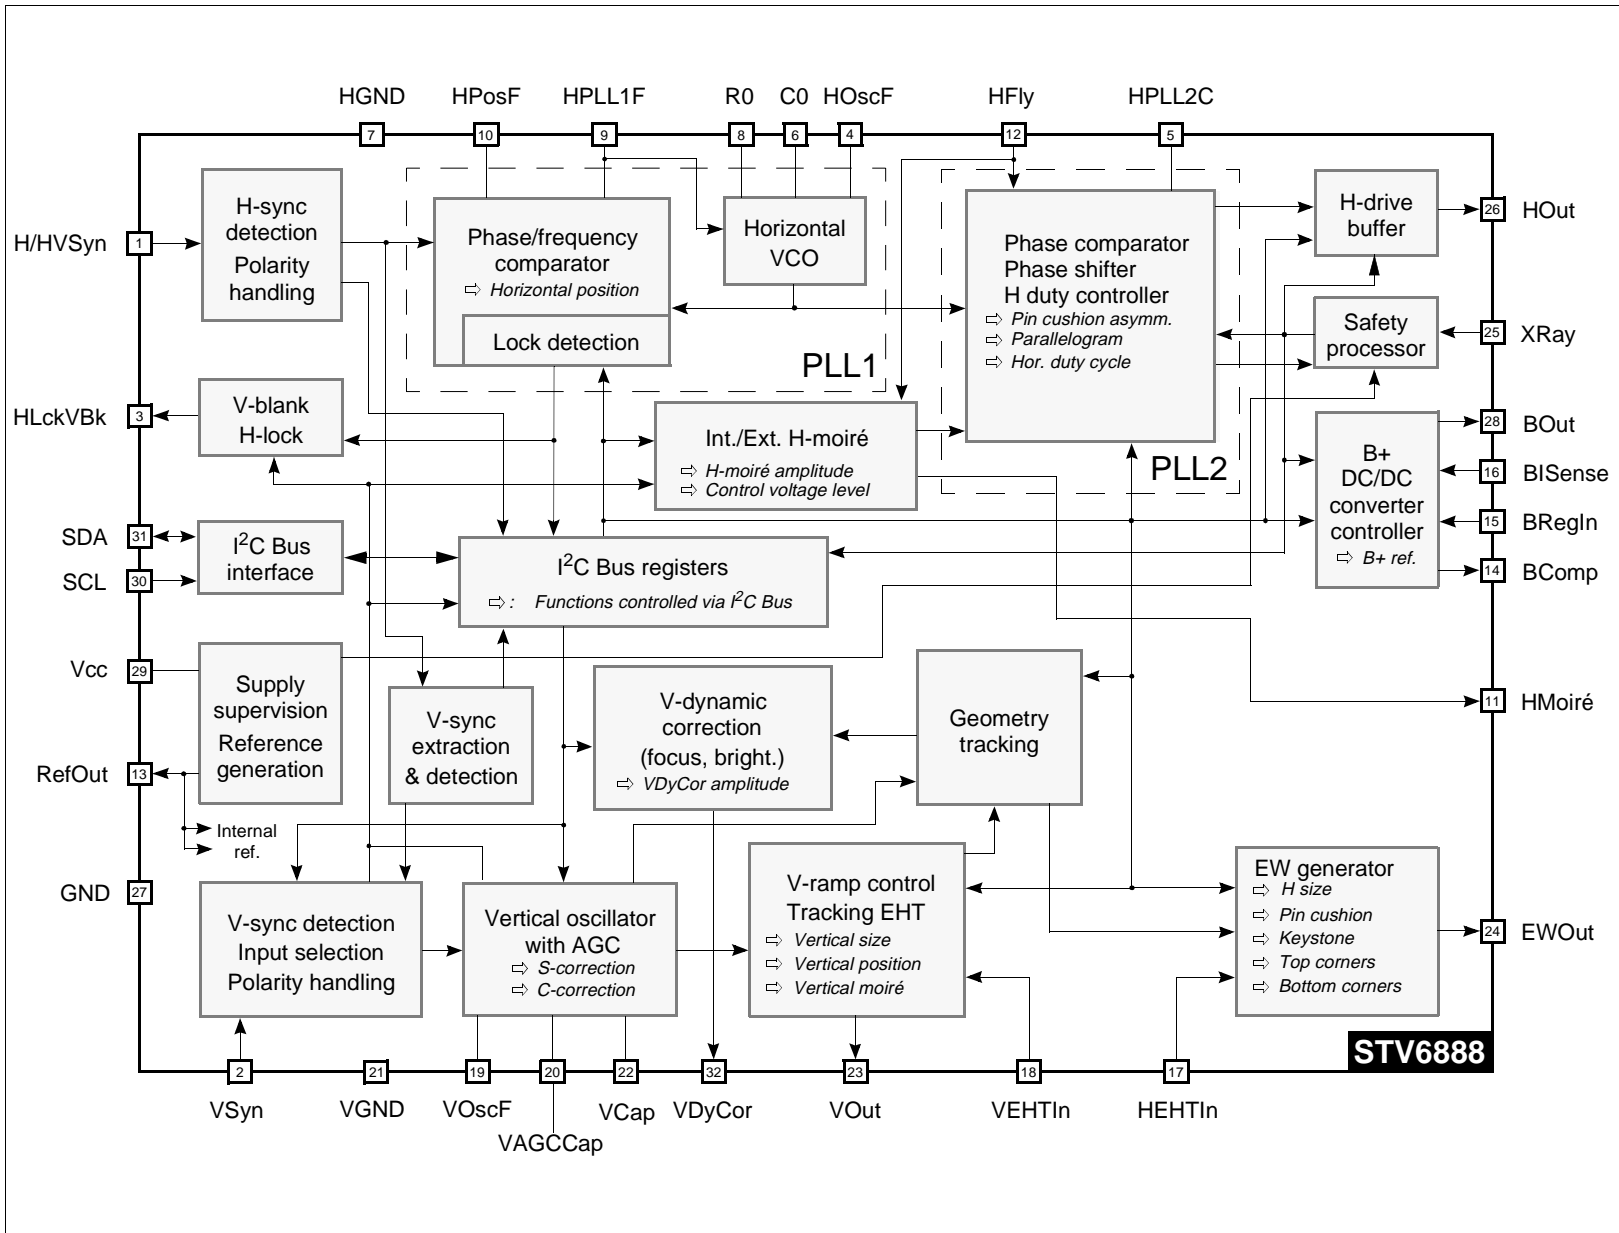 HGND
HPosF
HPLL1F
R0
C0
HOscF
HFly
HPLL2C
7
10
9
8
6
4
12
5
H/HVSyn
1
H-sync
detection
Polarity
handling
Phase/frequency
comparator
⇨ Horizontal position
Lock detection
Horizontal
VCO
PLL1
Phase comparator
Phase shifter
H duty controller
⇨ Pin cushion asymm.
⇨ Parallelogram
⇨ Hor. duty cycle
PLL2
H-drive
buffer
26
HOut
Safety
processor
25
XRay
HLckVBk
3
V-blank
H-lock
Int./Ext. H-moiré
⇨ H-moiré amplitude
⇨ Control voltage level
B+
DC/DC
converter
controller
⇨ B+ ref.
28
BOut
16
BISense
15
BRegIn
14
BComp
SDA
31
SCL
30
I²C Bus
interface
I²C Bus registers
⇨ : Functions controlled via I²C Bus
Vcc
29
Supply
supervision
Reference
generation
RefOut
13
Internal
ref.
V-sync
extraction
& detection
V-dynamic
correction
(focus, bright.)
⇨ VDyCor amplitude
Geometry
tracking
11
HMoiré
GND
27
V-sync detection
Input selection
Polarity handling
Vertical oscillator
with AGC
⇨ S-correction
⇨ C-correction
V-ramp control
Tracking EHT
⇨ Vertical size
⇨ Vertical position
⇨ Vertical moiré
EW generator
⇨ H size
⇨ Pin cushion
⇨ Keystone
⇨ Top corners
⇨ Bottom corners
24
EWOut
STV6888
2
21
19
20
22
32
23
18
17
VSyn
VGND
VOscF
VAGCCap
VCap
VDyCor
VOut
VEHTIn
HEHTIn